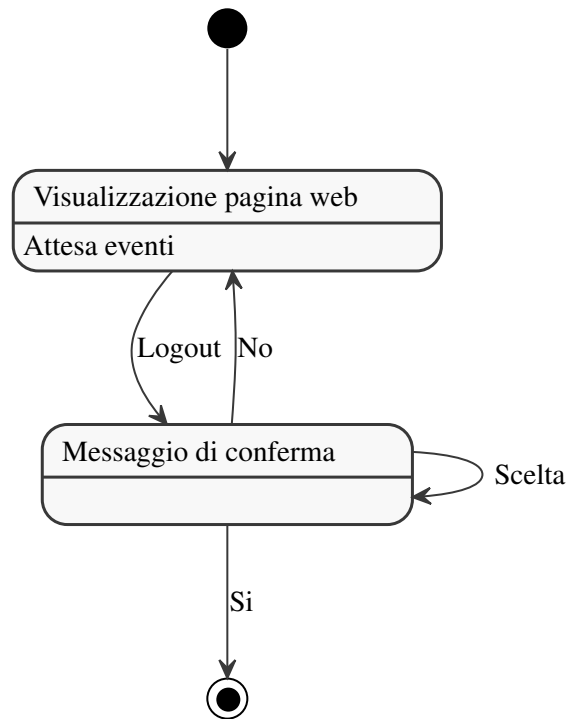 Visualizzazione pagina web
Attesa eventi
Logout
No
Messaggio di conferma
Scelta
Si